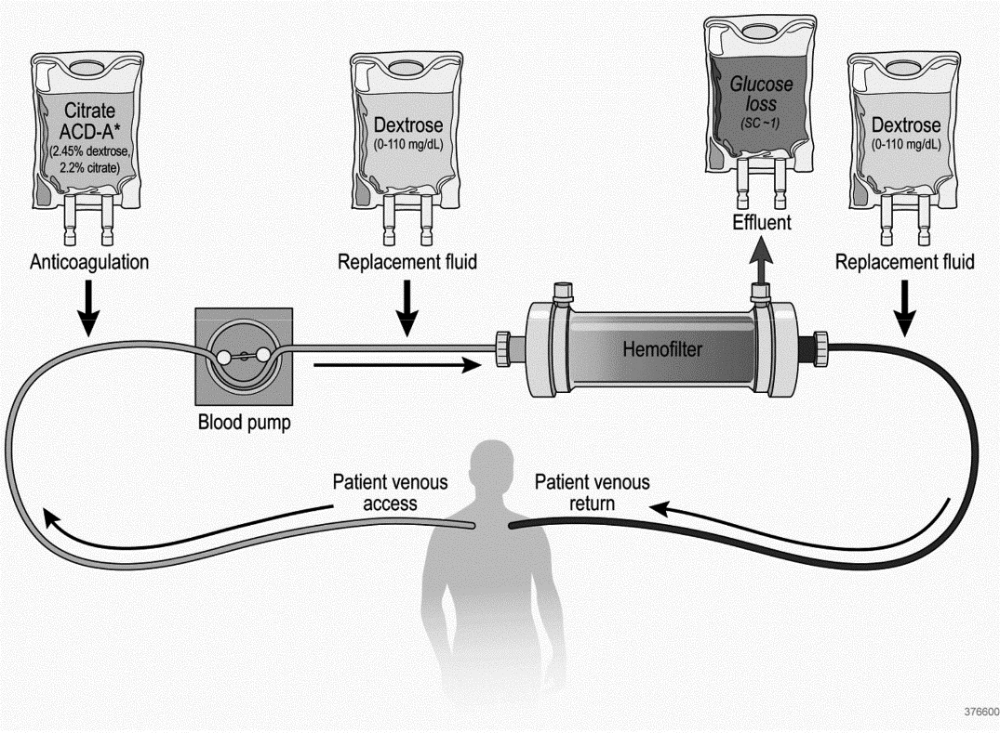 Citrate
ACD-A*
(2.45% dextrose,
2.2% citrate)
Anticoagulation
Dextrose
(0-110 mg/dL)
Replacement fluid
Glucose
loss
(SC ~1)
Effluent
Dextrose
(0-110 mg/dL)
Replacement fluid
Blood pump
Hemofilter
Patient venous
access
Patient venous
return
376600